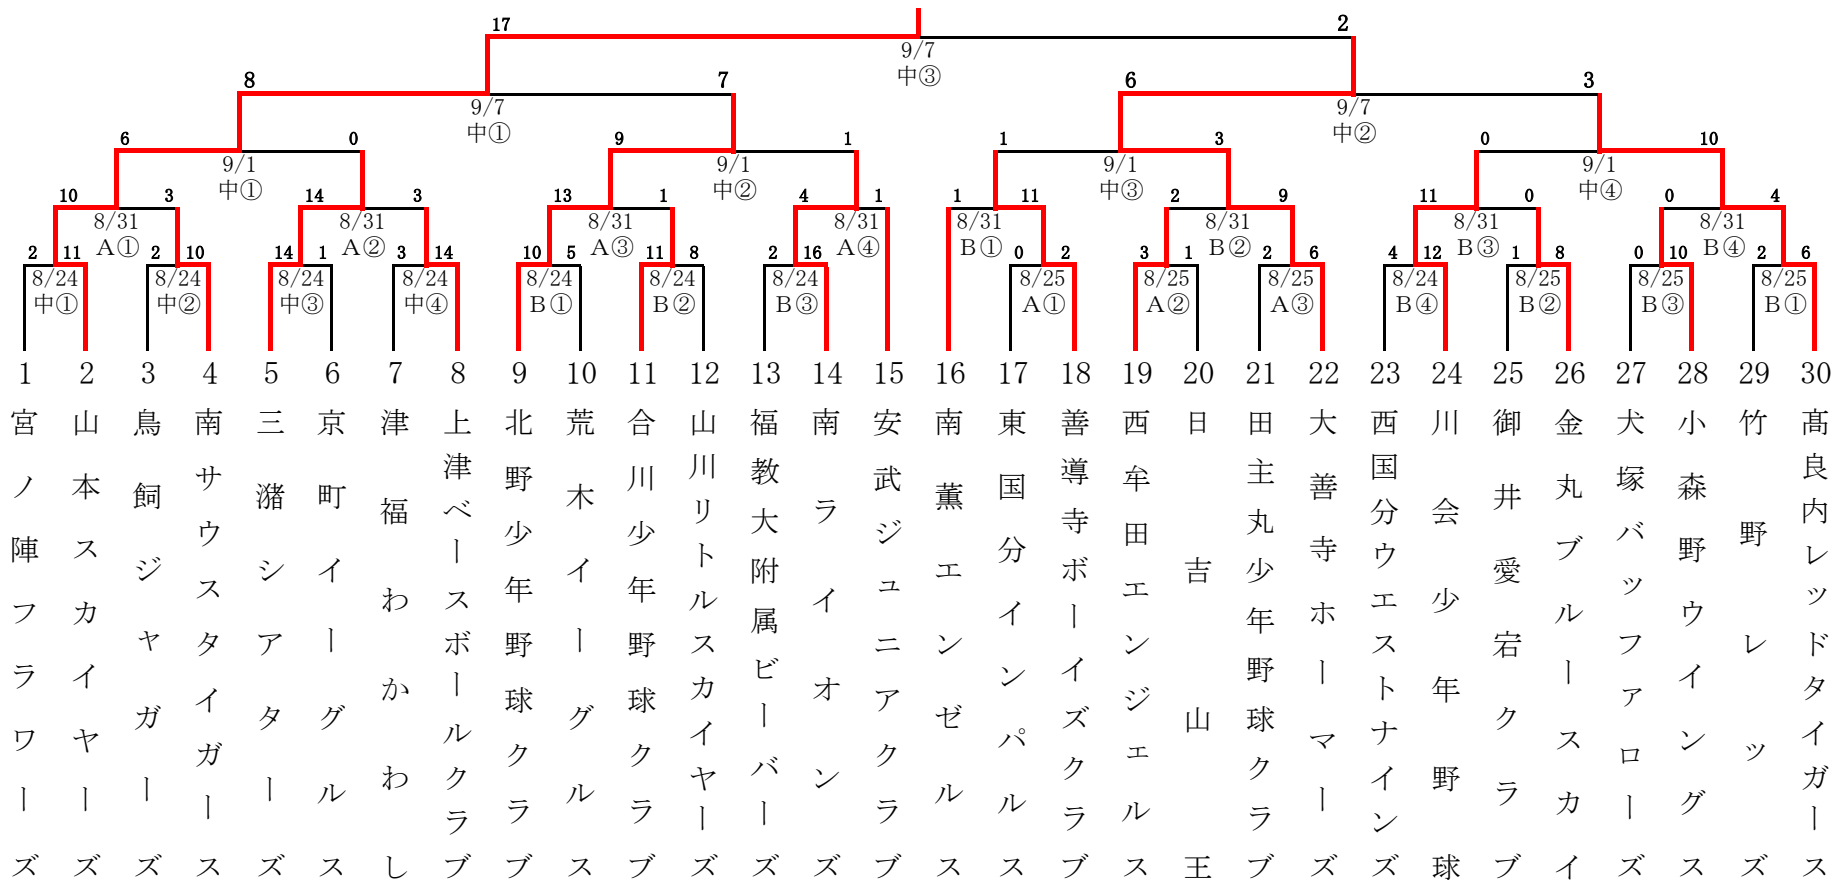 17 2
9/7
中③
8 7 6 3
9/7 9/7
中① 中②
6 0 9 1 1 3 0 10
9/1 9/1 9/1 9/1
中① 中② 中③ 中④
10 3 14 3 13 1 4 1 1 11 2 9 11 0 0 4
8/31 8/31 8/31 8/31 8/31 8/31 8/31 8/31
A① A② A③ A④ B① B② B③ B④
2 11 2 10 14 1 3 14 10 5 11 8 2 16 0 2 3 1 2 6 4 12 1 8 0 10 2 6
8/24 8/24 8/24 8/24 8/24 8/24 8/24 8/25 8/25 8/25 8/24 8/25 8/25 8/25
中① 中② 中③ 中④ B① B② B③ A① A② A③ B④ B② B③ B①
1 2 3 4 5 6 7 8 9 10 11 12 13 14 15 16 17 18 19 20 21 22 23 24 25 26 27 28 29 30
宮ノ陣フラワーズ
山本スカイヤーズ
鳥飼ジャガーズ
南サウスタイガース
三潴シアターズ
京町イーグルス
津福わかわし
上津ベースボールクラブ
北野少年野球クラブ
荒木イーグルス
合川少年野球クラブ
山川リトルスカイヤーズ
福教大附属ビーバーズ
南ライオンズ
安武ジュニアクラブ
南薫エンゼルス
東国分インパルス
善導寺ボーイズクラブ
西牟田エンジェルス
日吉山王
田主丸少年野球クラブ
大善寺ホーマーズ
西国分ウエストナインズ
川会少年野球
御井愛宕クラブ
金丸ブルースカイ
犬塚バッファローズ
小森野ウイングス
竹野レッズ
髙良内レッドタイガース